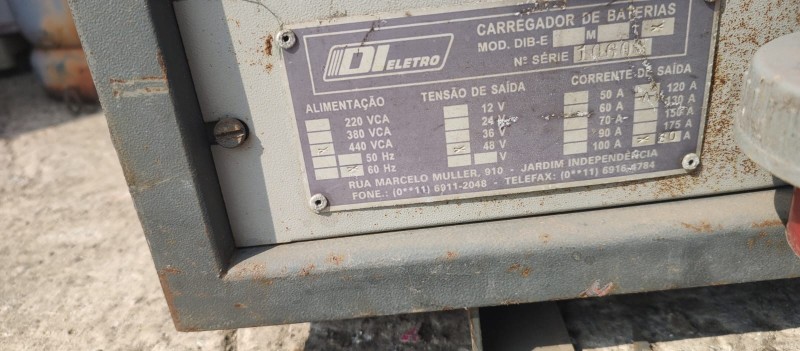 DI ELETRO
CARREGADOR DE BATERIAS
MOD. DIB-E M
Nº SÉRIE
ALIMENTAÇÃO
220 VCA
380 VCA
440 VCA
50 Hz
60 Hz
TENSÃO DE SAÍDA
12 V
24 V
36 V
48 V
V
CORRENTE DE SAÍDA
50 A
60 A
70 A
90 A
100 A
120 A
130 A
150 A
175 A
A
RUA MARCELO MULLER, 910 - JARDIM INDEPENDÊNCIA
FONE.: (0**11) 6911-2048 - TELEFAX: (0**11)